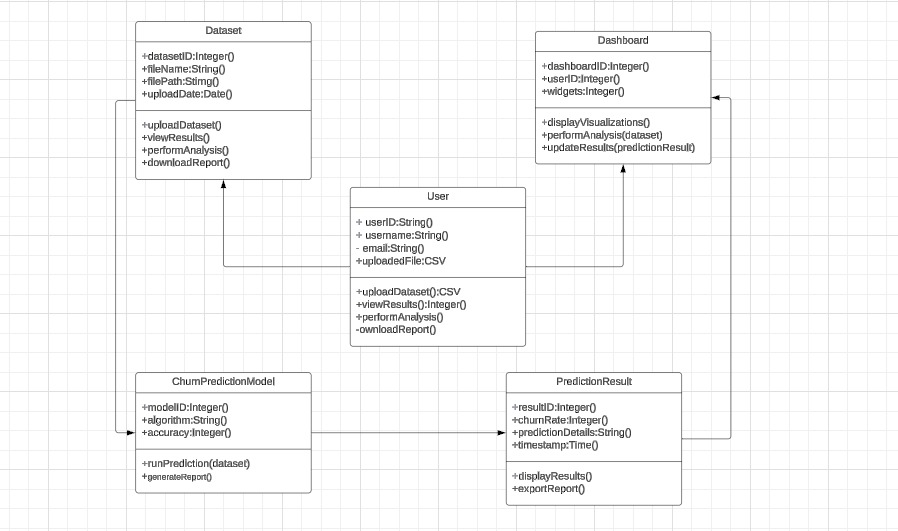 Dataset
+datasetID:Integer()
+fileName:String()
+filePath:Stirng()
+uploadDate:Date()
+uploadDataset()
+viewResults()
+performAnalysis()
+downloadReport()
Dashboard
+dashboardID:Integer()
+userID:Integer()
+widgets:Integer()
+displayVisualizations()
+performAnalysis(dataset)
+updateResults(predictionResult)
User
+ userID:String()
+ username:String()
- email:String()
+uploadedFile:CSV
+uploadDataset():CSV
+viewResults():Integer()
+performAnalysis()
-ownloadReport()
ChurnPredictionModel
+modelID:Integer()
+algorithm:String()
+accuracy:Integer()
+runPrediction(dataset)
+generateReport()
PredictionResult
+resultID:Integer()
+churnRate:Integer()
+predictionDetails:String()
+timestamp:Time()
+displayResults()
+exportReport()